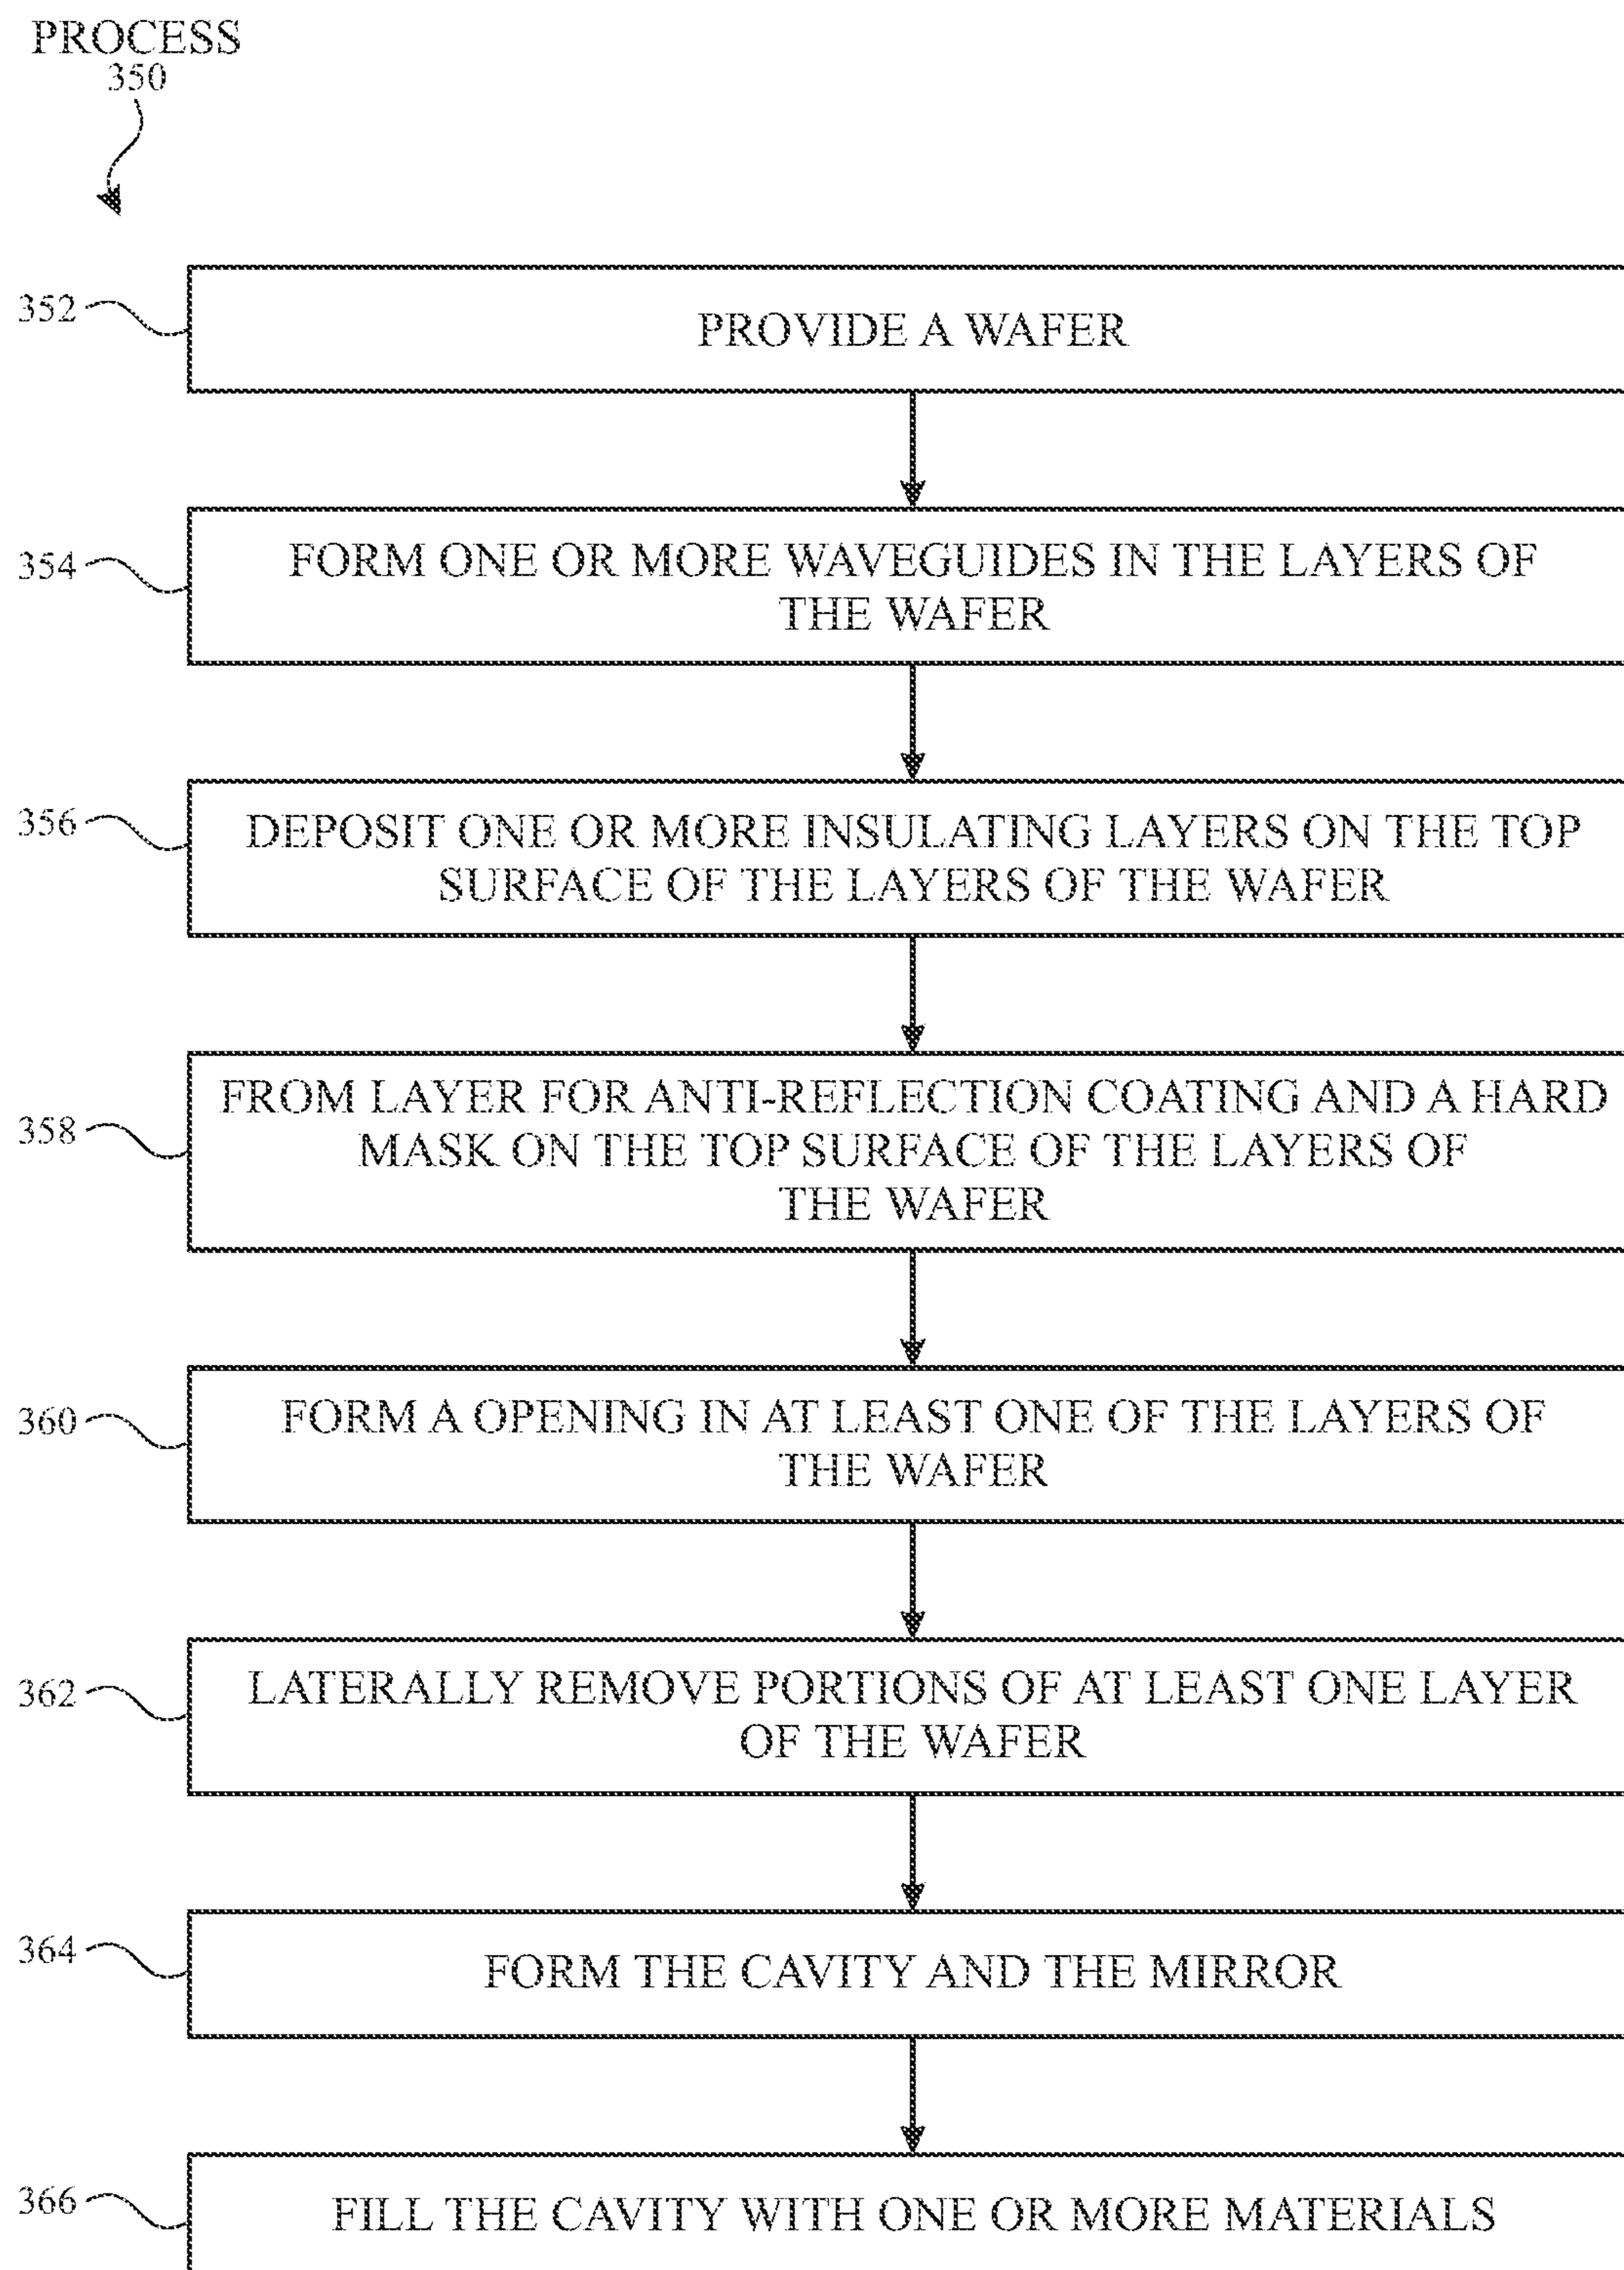 PROCESS
350
352
PROVIDE A WAFER
354
FORM ONE OR MORE WAVEGUIDES IN THE LAYERS OF
THE WAFER
356
DEPOSIT ONE OR MORE INSULATING LAYERS ON THE TOP
SURFACE OF THE LAYERS OF THE WAFER
358
FROM LAYER FOR ANTI-REFLECTION COATING AND A HARD
MASK ON THE TOP SURFACE OF THE LAYERS OF
THE WAFER
360
FORM A OPENING IN AT LEAST ONE OF THE LAYERS OF
THE WAFER
362
LATERALLY REMOVE PORTIONS OF AT LEAST ONE LAYER
OF THE WAFER
364
FORM THE CAVITY AND THE MIRROR
366
FILL THE CAVITY WITH ONE OR MORE MATERIALS